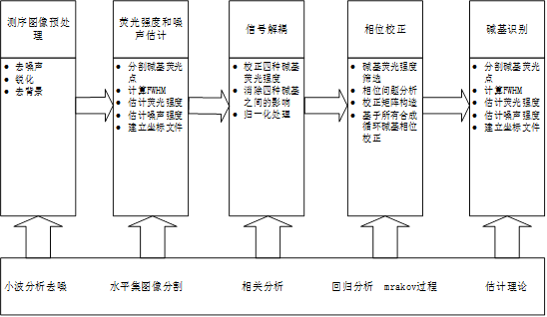 测序图像预处
理
去噪声
锐化
去背景
荧光强度和噪
声估计
分割碱基荧光
点
计算FWHM
估计荧光强度
估计噪声强度
建立坐标文件
信号解耦
校正四种碱基
荧光强度
消除四种碱基
之间的影响
归一化处理
相位校正
碱基荧光强度
筛选
相位问题分析
校正矩阵构造
基于所有合成
循环碱基相位
校正
碱基识别
分割碱基荧光
点
计算FWHM
估计荧光强度
估计噪声强度
建立坐标文件
小波分析去噪
水平集图像分割
相关分析
回归分析 mrakov过程
估计理论